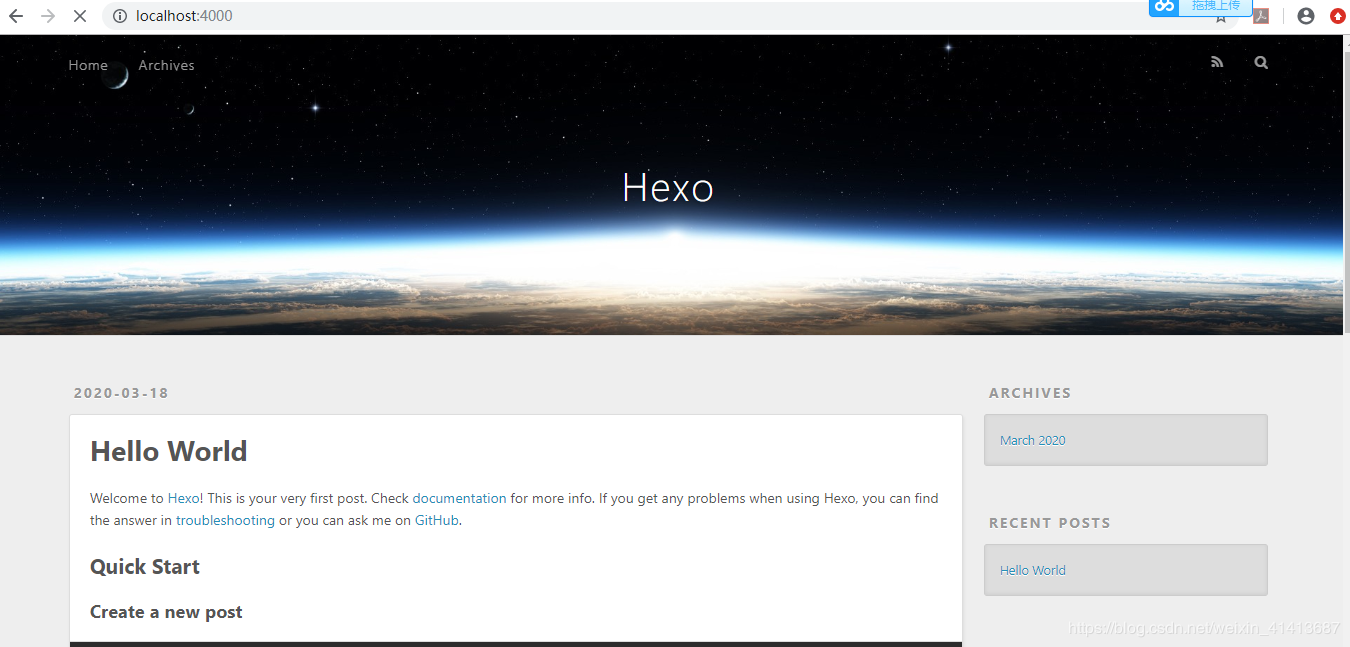 localhost:4000
拖拽上传
Home
Archives
Hexo
2020-03-18
Hello World
Welcome to Hexo! This is your very first post. Check documentation for more info. If you get any problems when using Hexo, you can find
the answer in troubleshooting or you can ask me on GitHub.
Quick Start
Create a new post
ARCHIVES
March 2020
RECENT POSTS
Hello World
https://blog.csdn.net/weixin_41413687